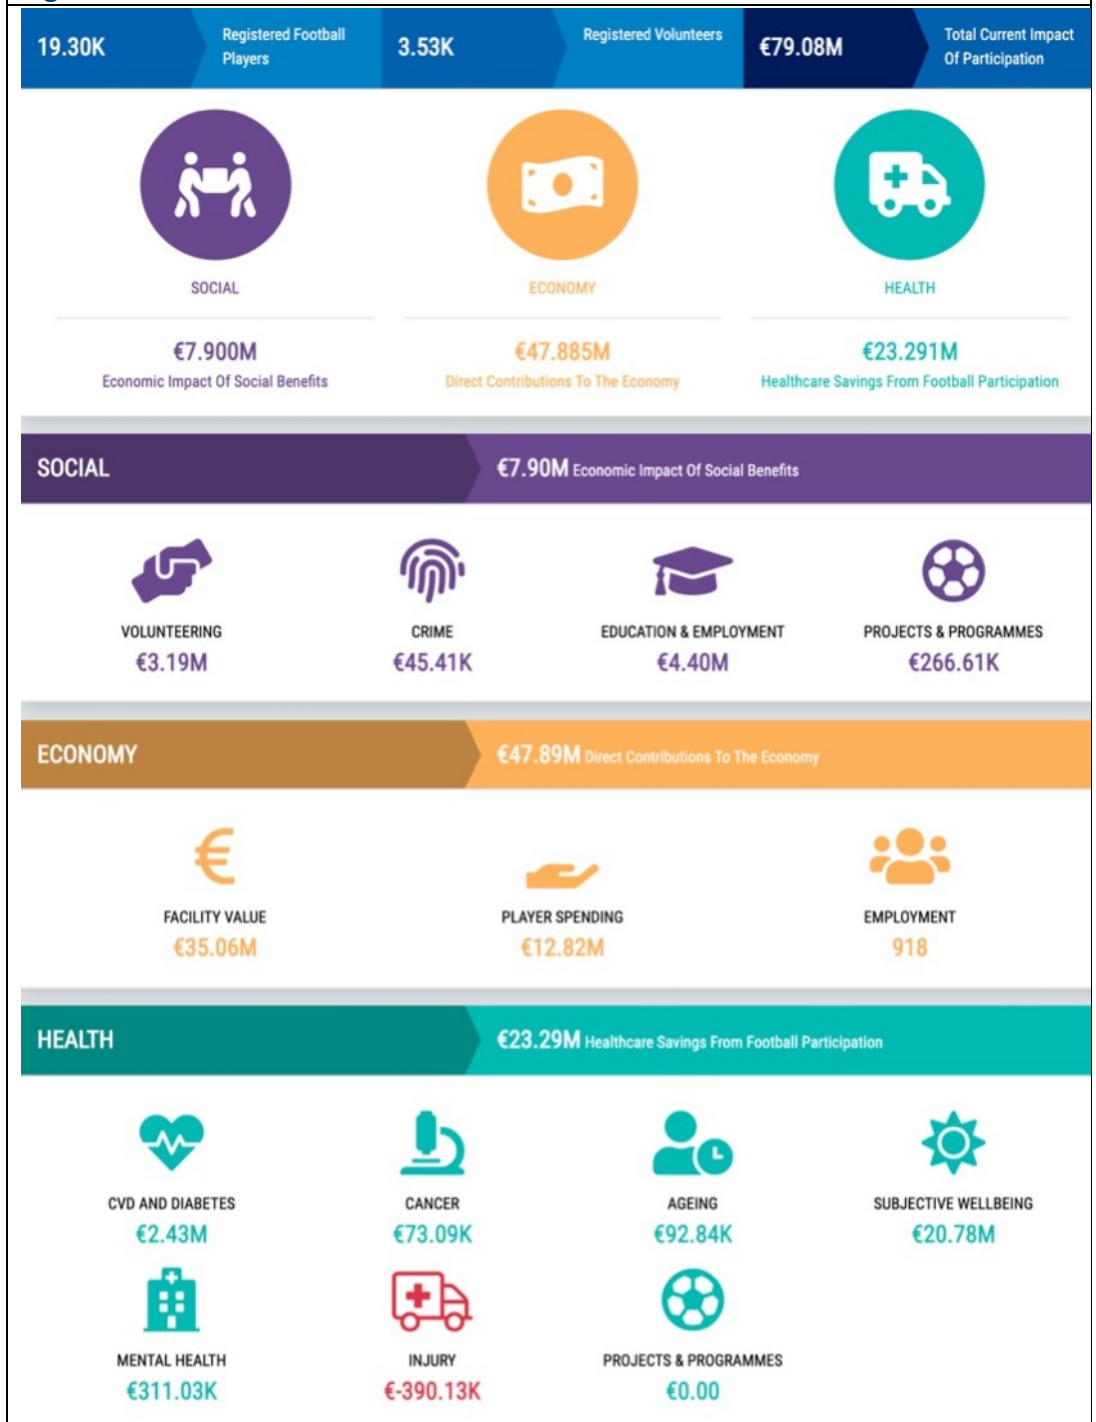 19.30K
Registered Football
Players
3.53K
Registered Volunteers
€79.08M
Total Current Impact
Of Participation
SOCIAL
ECONOMY
HEALTH
€7.900M
€47.885M
€23.291M
Economic Impact Of Social Benefits
Direct Contributions To The Economy
Healthcare Savings From Football Participation
SOCIAL
€7.90M Economic Impact Of Social Benefits
VOLUNTEERING
CRIME
EDUCATION & EMPLOYMENT
PROJECTS & PROGRAMMES
€3.19M
€45.41K
€4.40M
€266.61K
ECONOMY
€47.89M Direct Contributions To The Economy
FACILITY VALUE
PLAYER SPENDING
EMPLOYMENT
€35.06M
€12.82M
918
HEALTH
€23.29M Healthcare Savings From Football Participation
CVD AND DIABETES
CANCER
AGEING
SUBJECTIVE WELLBEING
€2.43M
€73.09K
€92.84K
€20.78M
MENTAL HEALTH
INJURY
PROJECTS & PROGRAMMES
€311.03K
€-390.13K
€0.00